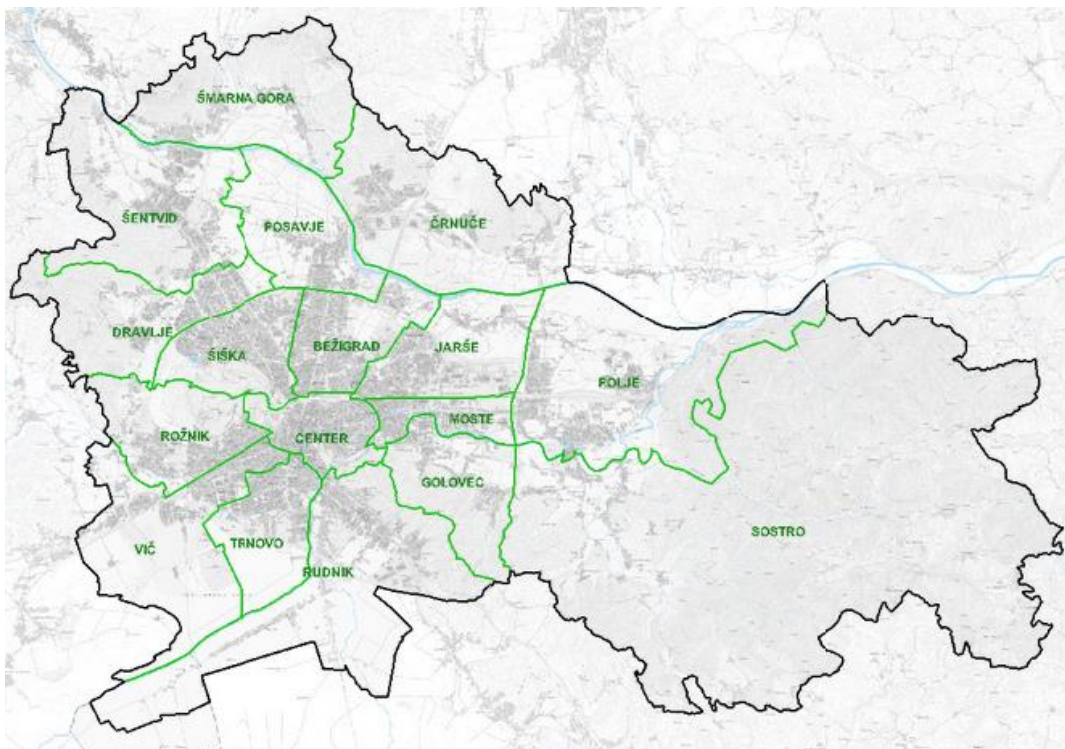 ŠMARNA GORA
ŠENTVID
POSAVJE
ČRNUČE
DRAVLJE
ŠIŠKA
BEŽIGRAD
JARŠE
POLJE
ROŽNIK
CENTER
MOSTE
GOLOVEC
VIČ
TRNOVO
RUDNIK
SOSTRO